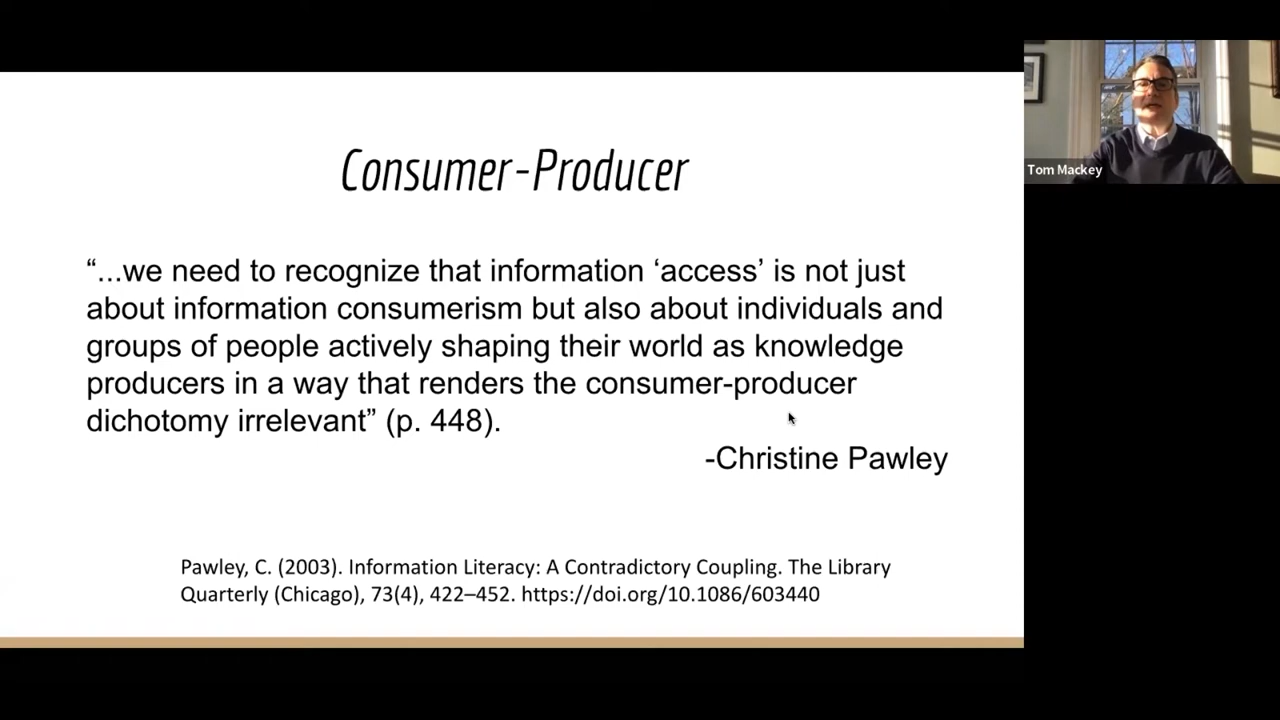 Consumer-Producer
“...we need to recognize that information ‘access’ is not just
about information consumerism but also about individuals and
groups of people actively shaping their world as knowledge
producers in a way that renders the consumer-producer
dichotomy irrelevant” (p. 448).
-Christine Pawley
Pawley, C. (2003). Information Literacy: A Contradictory Coupling. The Library
Quarterly (Chicago), 73(4), 422–452. https://doi.org/10.1086/603440
Tom Mackey